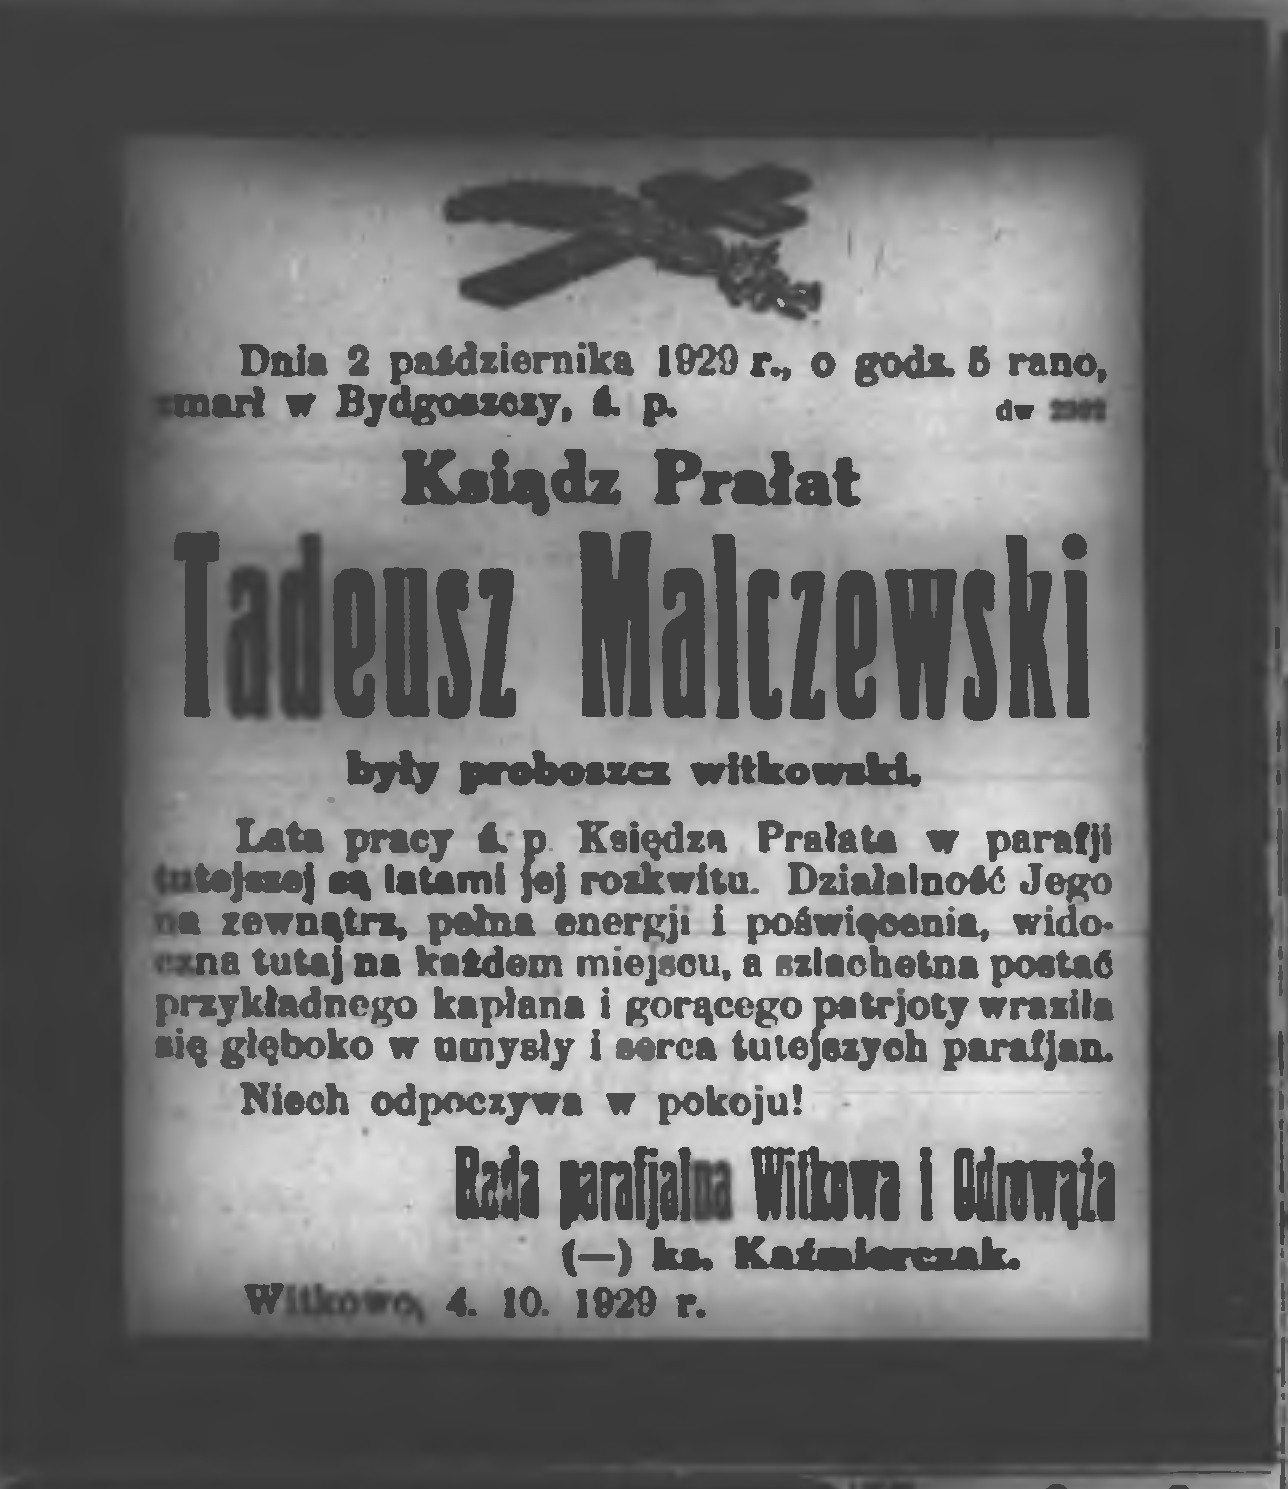 Dnia 2 października 1929 r., o godz. 5 rano,
zmarł w Bydgoszczy, ś. p. dw
Ksiądz Prałat
Tadeusz Malczewski
były proboszcz witkowski.
Lata pracy ś. p. Księdza Prałata w parafji
tutejszej są latami jej rozkwitu. Działalność Jego
na zewnątrz, pełna energji i poświęcenia, wido-
czna tutaj na każdem miejscu, a szlachetna postać
przykładnego kapłana i gorącego patrjoty wraziła
się głęboko w umysły i serca tutejszych parafjan.
Niech odpoczywa w pokoju!
Rada parafjalna Witkowa i Odrowąża
(—) ks. Kaźmierczak.
Witkowo, 4. 10. 1929 r.